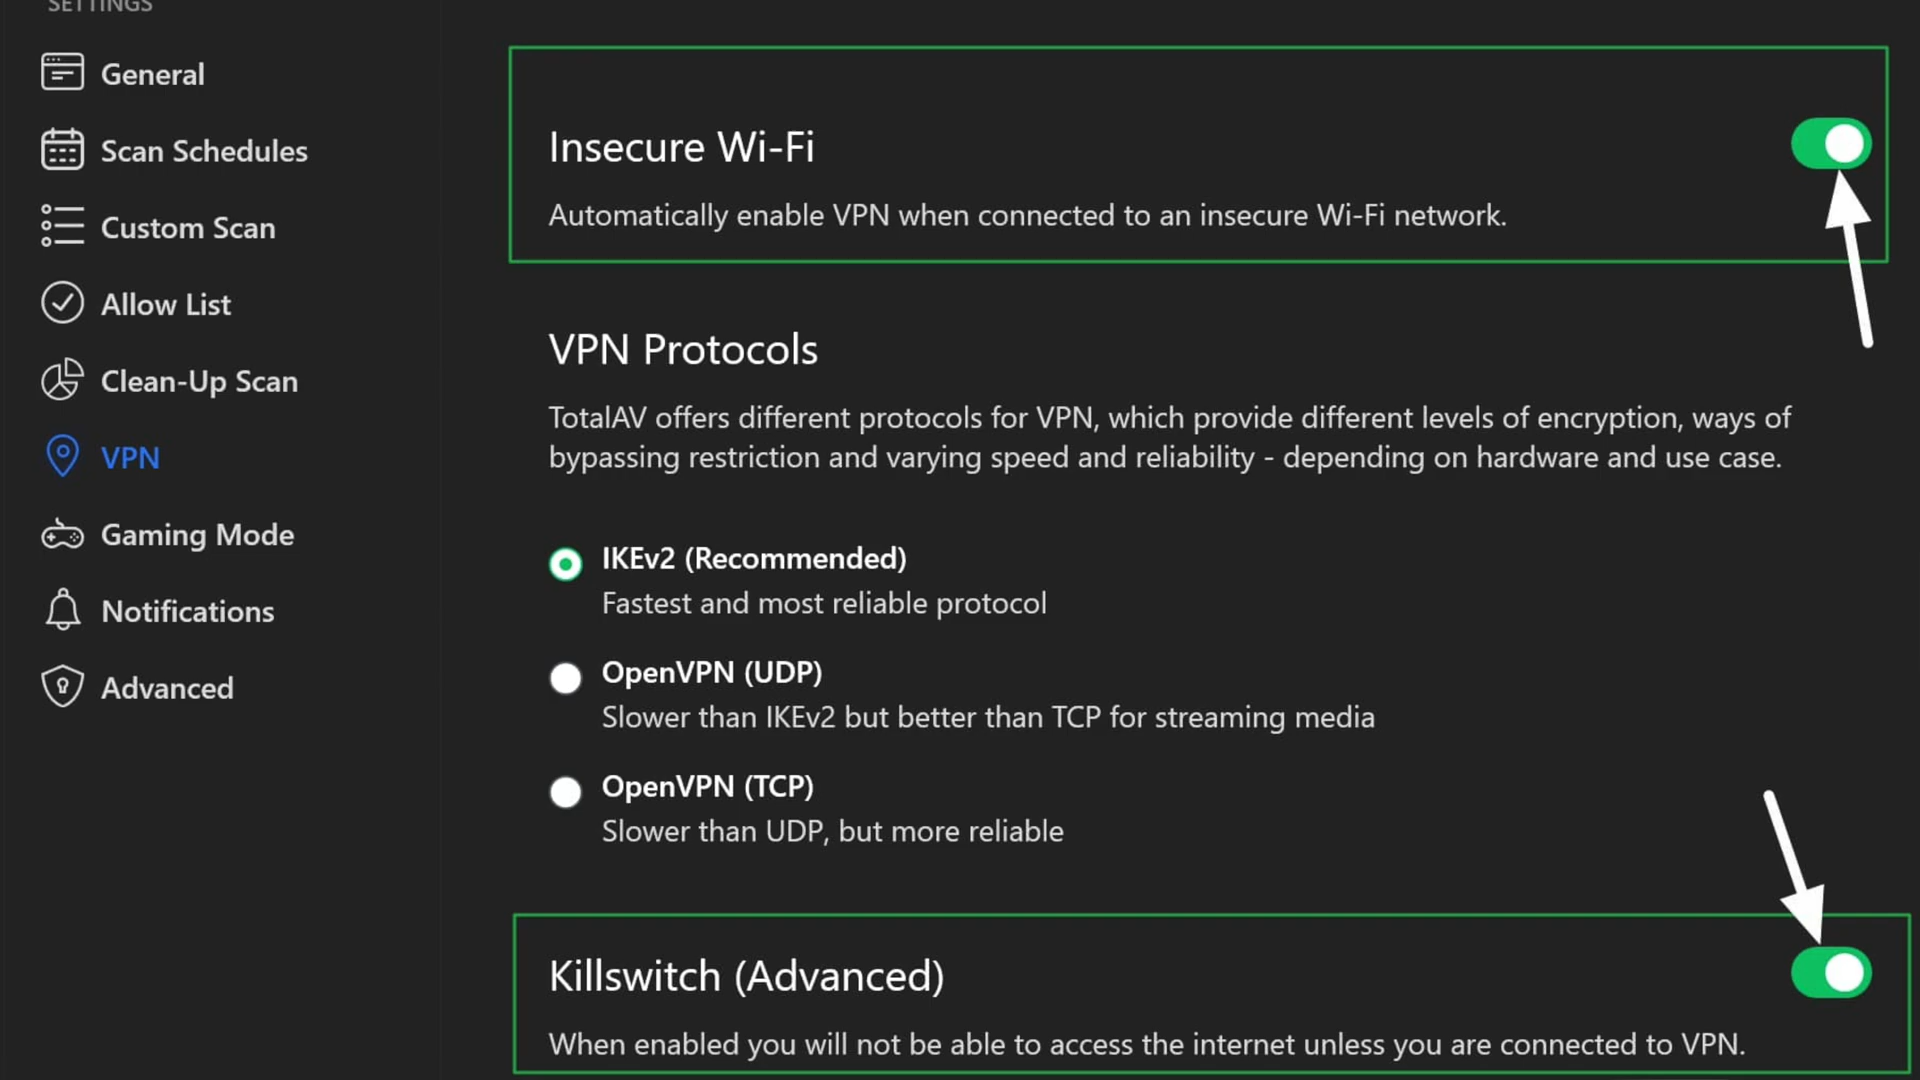 SETTINGS
General
Scan Schedules
Custom Scan
Allow List
Clean-Up Scan
VPN
Gaming Mode
Notifications
Advanced
Insecure Wi-Fi
Automatically enable VPN when connected to an insecure Wi-Fi network.
VPN Protocols
TotalAV offers different protocols for VPN, which provide different levels of encryption, ways of
bypassing restriction and varying speed and reliability - depending on hardware and use case.
IKEv2 (Recommended)
Fastest and most reliable protocol
OpenVPN (UDP)
Slower than IKEv2 but better than TCP for streaming media
OpenVPN (TCP)
Slower than UDP, but more reliable
Killswitch (Advanced)
When enabled you will not be able to access the internet unless you are connected to VPN.